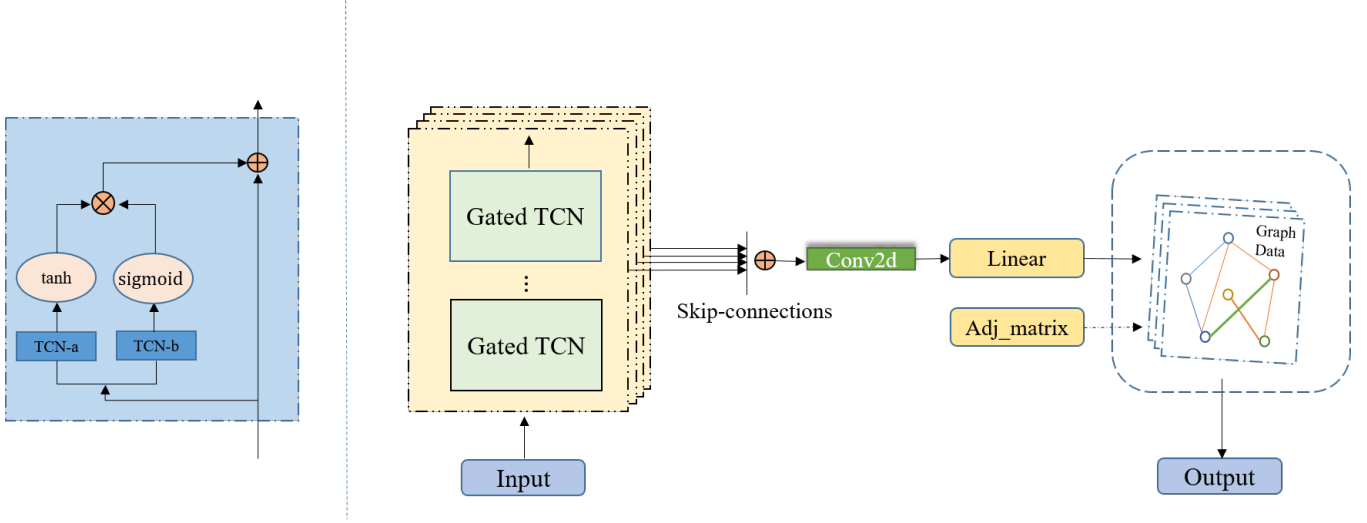 tanh
sigmoid
TCN-a
TCN-b
Gated TCN
...
Gated TCN
Input
Skip-connections
Conv2d
Linear
Adj_matrix
Graph
Data
Output